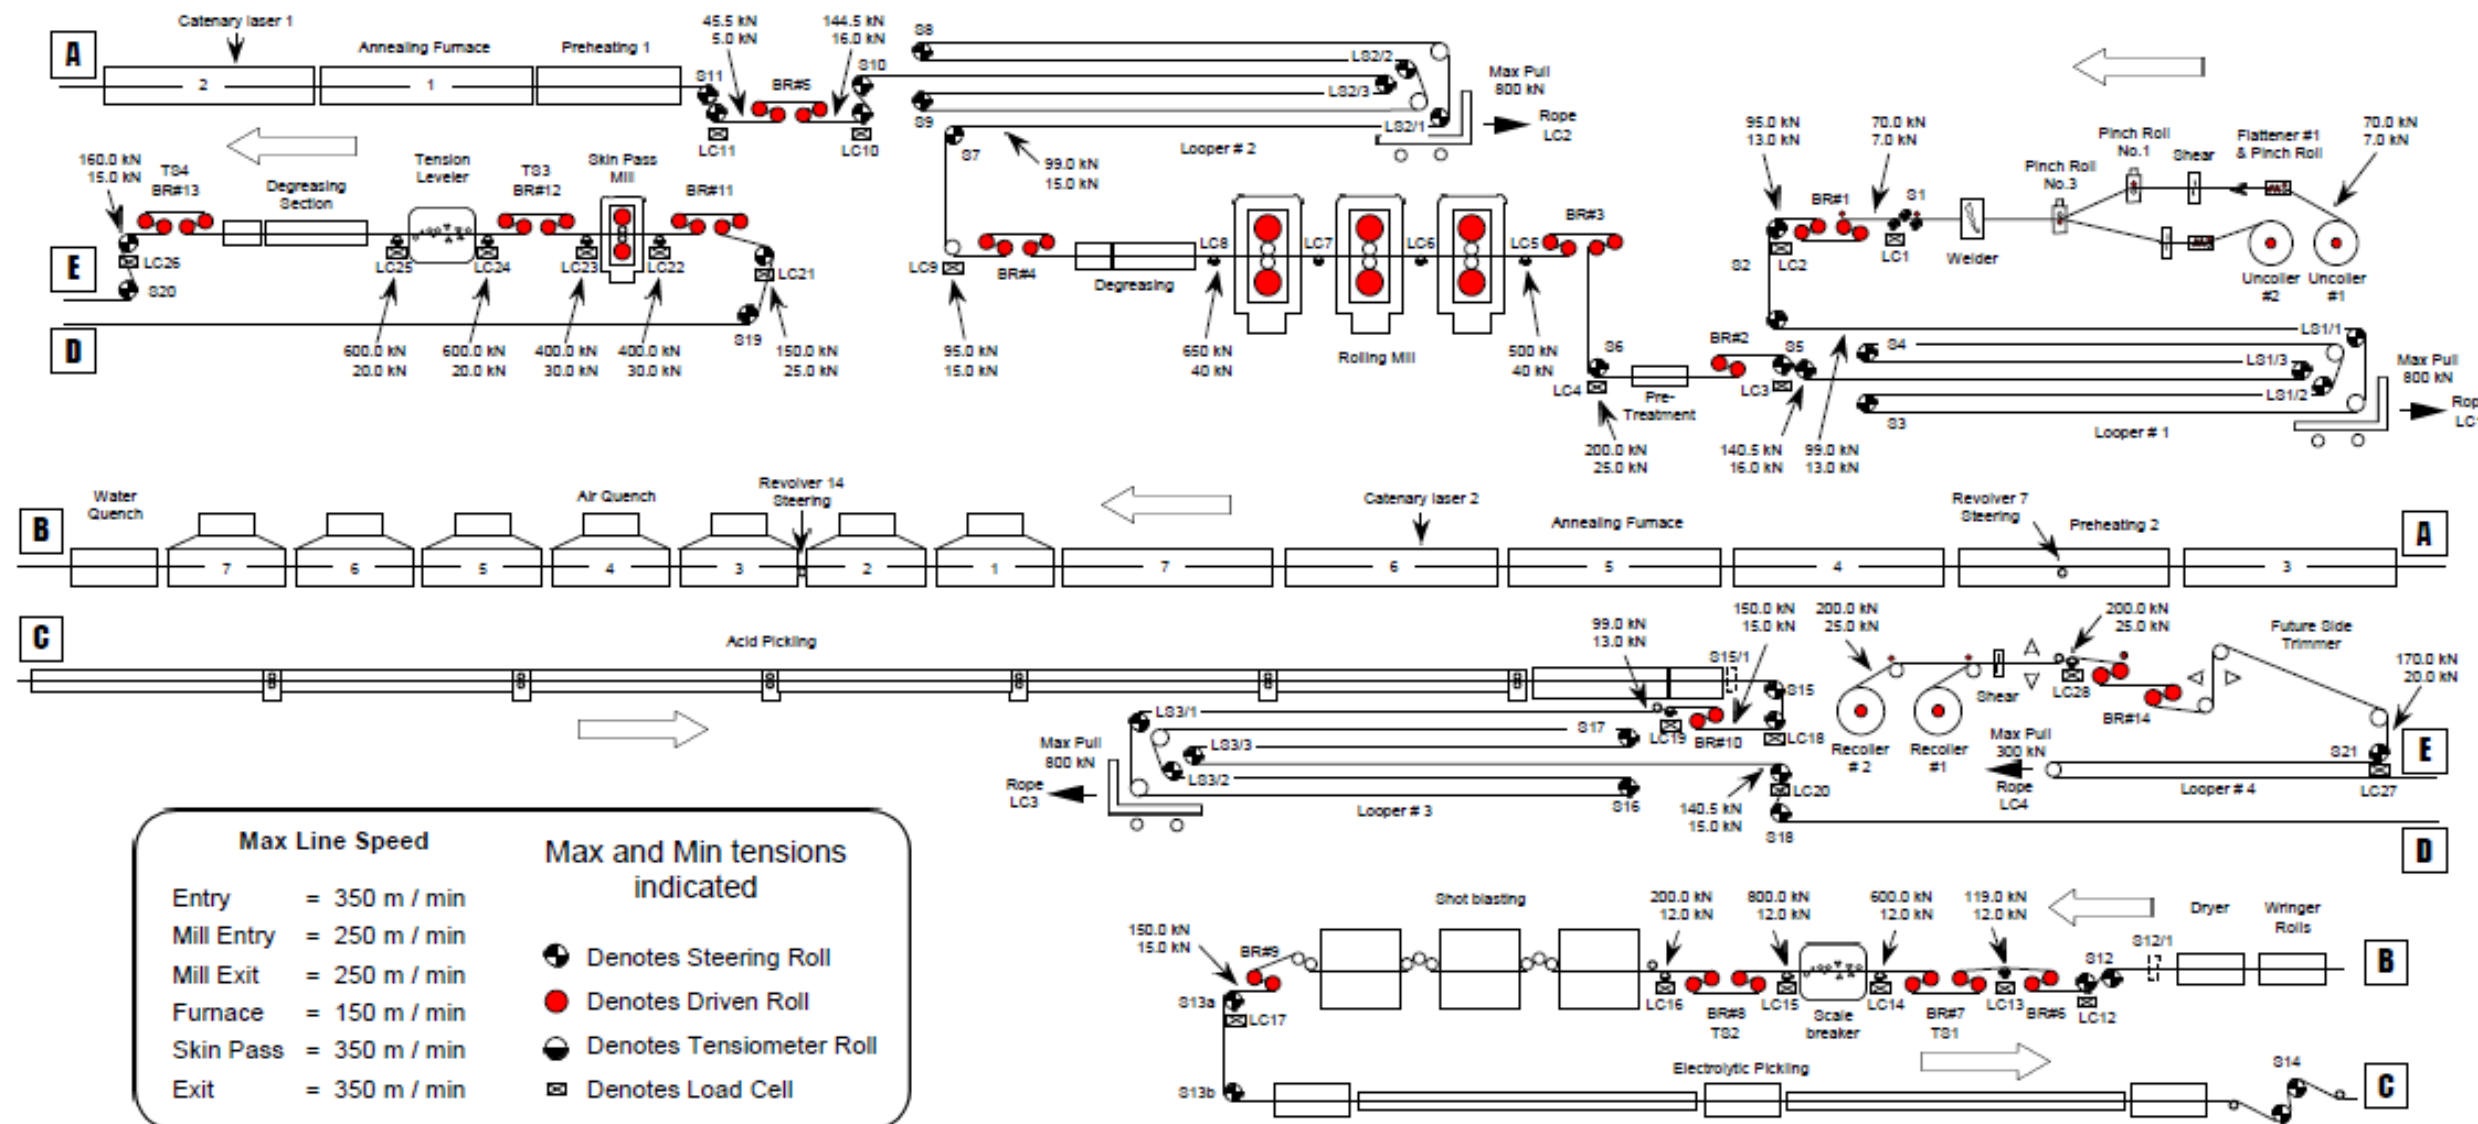 Catenary laser 1
A
Annealing Furnace
Preheating 1
2
1
S11
45.5 kN
5.0 kN
144.5 kN
16.0 kN
BR#5
S10
LC11
LC10
S8
LS2/2
LS2/3
S9
LS2/1
S7
Looper # 2
Max Pull
800 kN
Rope
LC2
99.0 kN
15.0 kN
160.0 kN
15.0 kN
TS4
BR#13
Degreasing
Section
Tension
Leveler
TS3
BR#12
Skin Pass
Mill
BR#11
E
LC26
S20
LC25
LC24
LC23
LC22
LC21
D
S19
600.0 kN
20.0 kN
600.0 kN
20.0 kN
400.0 kN
30.0 kN
400.0 kN
30.0 kN
150.0 kN
25.0 kN
LC9
BR#4
Degreasing
LC8
LC7
LC6
LC5
BR#3
95.0 kN
15.0 kN
650 kN
40 kN
Rolling Mill
500 kN
40 kN
S6
LC4
Pre-
Treatment
BR#2
LC3
S5
200.0 kN
25.0 kN
140.5 kN
16.0 kN
99.0 kN
13.0 kN
95.0 kN
13.0 kN
70.0 kN
7.0 kN
Pinch Roll
No.3
Pinch Roll
No.1
Shear
Flattener #1
& Pinch Roll
70.0 kN
7.0 kN
BR#1
S1
S2
LC2
LC1
Welder
Uncoiler
#2
Uncoiler
#1
LS1/1
S4
LS1/3
LS1/2
S3
Looper # 1
Max Pull
800 kN
Water
Quench
Air Quench
Revolver 14
Steering
Catenary laser 2
Annealing Furnace
Revolver 7
Steering
Preheating 2
B
A
7
6
5
4
3
2
1
7
6
5
4
3
C
Acid Pickling
99.0 kN
13.0 kN
150.0 kN
15.0 kN
S15/1
S15
LS3/1
S17
LC19
BR#10
LC18
LS3/3
LS3/2
S16
Looper # 3
Max Pull
800 kN
Rope
LC3
140.5 kN
15.0 kN
LC20
S18
200.0 kN
25.0 kN
200.0 kN
25.0 kN
Future Side
Trimmer
170.0 kN
20.0 kN
Shear
LC28
BR#14
Recoiler
# 2
Recoiler
#1
Max Pull
300 kN
Rope
LC4
S21
LC27
Looper # 4
E
D
Max Line Speed
Entry = 350 m / min
Mill Entry = 250 m / min
Mill Exit = 250 m / min
Furnace = 150 m / min
Skin Pass = 350 m / min
Exit = 350 m / min
Max and Min tensions
indicated
Denotes Steering Roll
Denotes Driven Roll
Denotes Tensiometer Roll
Denotes Load Cell
Shot blasting
150.0 kN
15.0 kN
BR#9
S13a
LC17
S13b
200.0 kN
12.0 kN
800.0 kN
12.0 kN
600.0 kN
12.0 kN
119.0 kN
12.0 kN
LC16
BR#8
TS2
LC15
Scale
breaker
LC14
BR#7
TS1
LC13
BR#6
LC12
S12
S12/1
Dryer
Wringer
Rolls
B
Electrolytic Pickling
S14
C